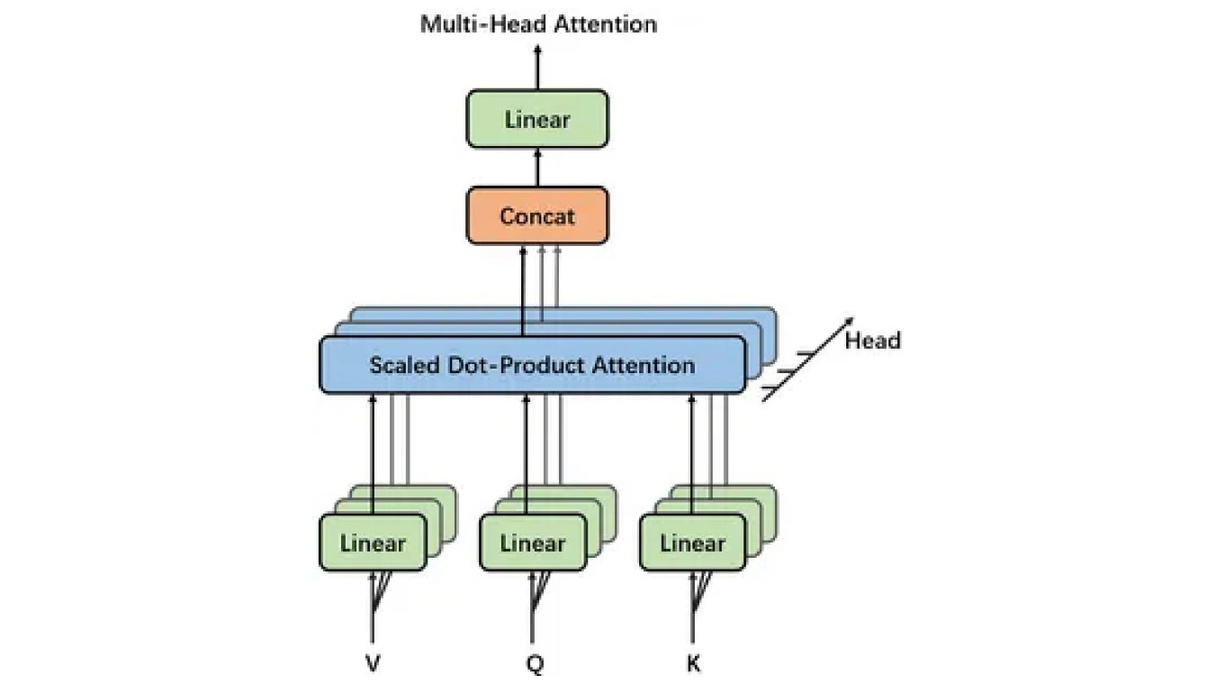 Multi-Head Attention
Linear
Concat
Scaled Dot-Product Attention
Head
Linear
Linear
Linear
V
Q
K